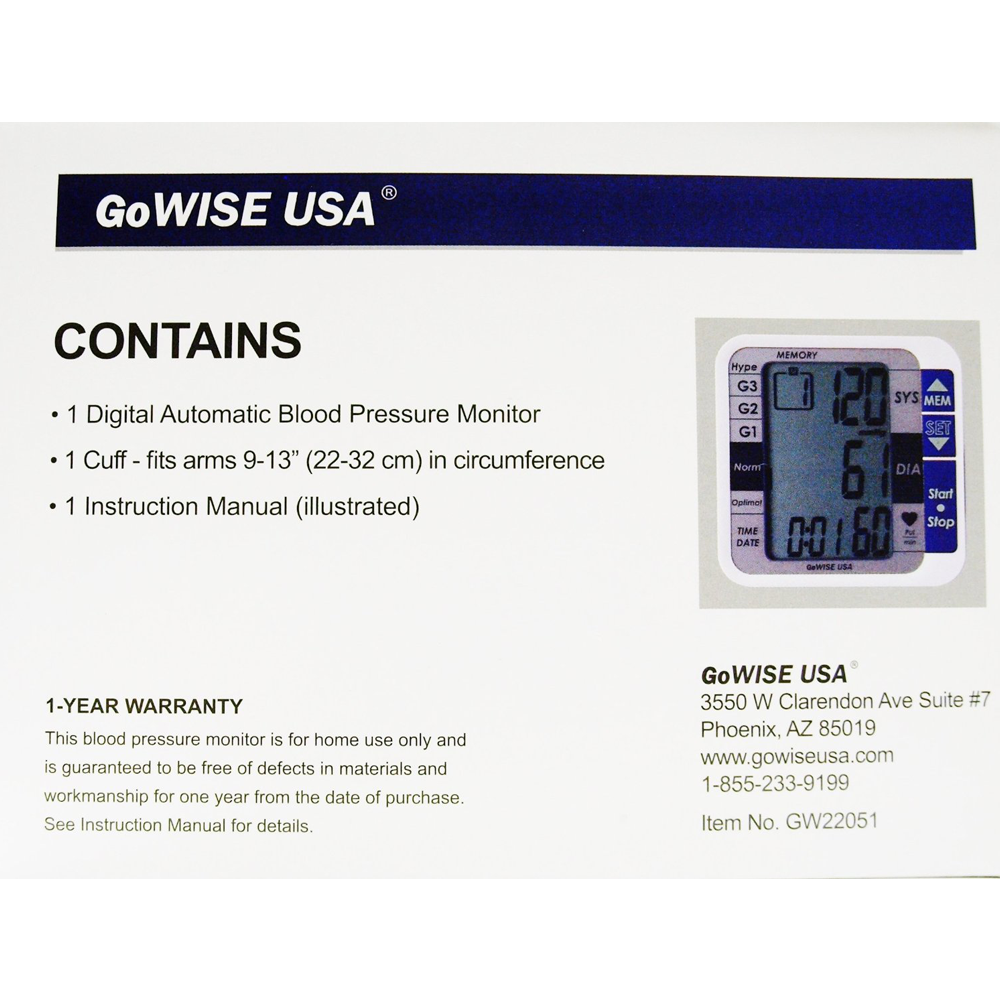 GoWISE USA®
CONTAINS
• 1 Digital Automatic Blood Pressure Monitor
• 1 Cuff - fits arms 9-13” (22-32 cm) in circumference
• 1 Instruction Manual (illustrated)
MEMORY
Hype
G3
G2
G1
Norm
Optimal
TIME
DATE
1
120
61
0:01 60
SYS
DIA
Pul
min
MEM
SET
Start
Stop
GoWISE USA
GoWISE USA®
3550 W Clarendon Ave Suite #7
Phoenix, AZ 85019
www.gowiseusa.com
1-855-233-9199
Item No. GW22051
1-YEAR WARRANTY
This blood pressure monitor is for home use only and
is guaranteed to be free of defects in materials and
workmanship for one year from the date of purchase.
See Instruction Manual for details.